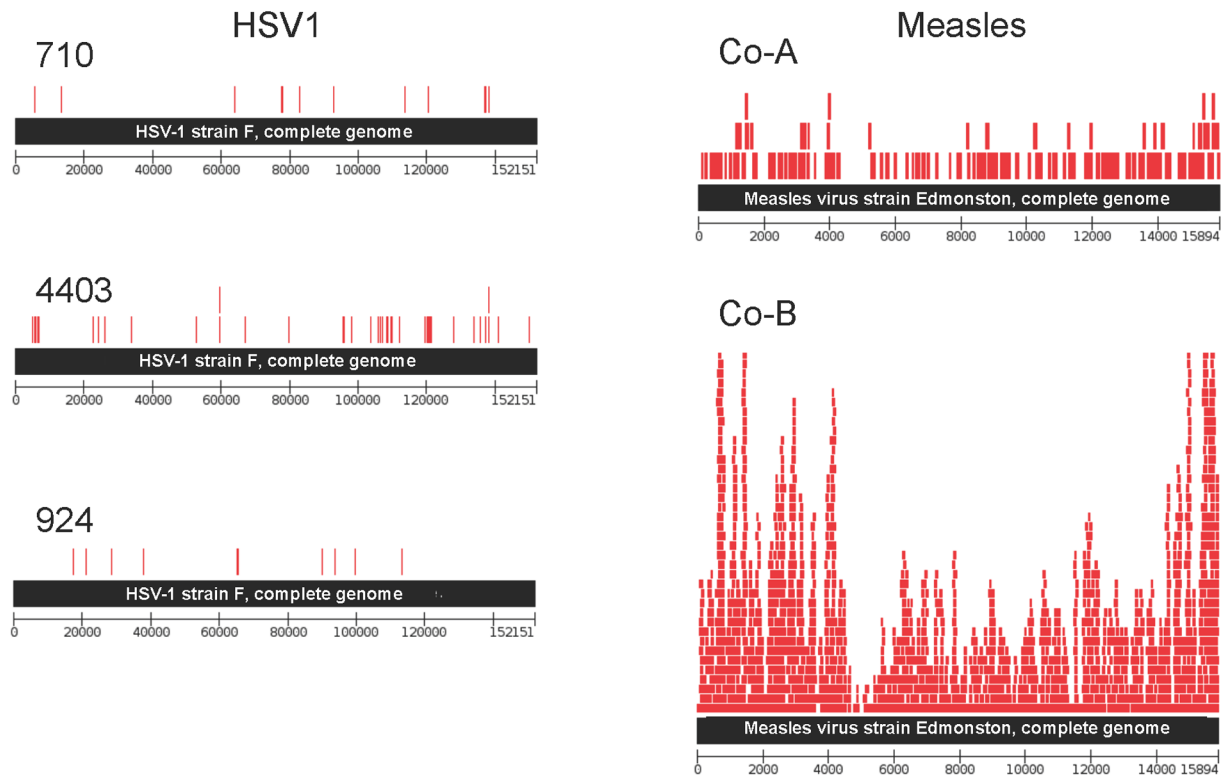 HSV1
710
HSV-1 strain F, complete genome
0 20000 40000 60000 80000 100000 120000 152151
4403
HSV-1 strain F, complete genome
0 20000 40000 60000 80000 100000 120000 152151
924
HSV-1 strain F, complete genome
0 20000 40000 60000 80000 100000 120000 152151
Measles
Co-A
Measles virus strain Edmonston, complete genome
0 2000 4000 6000 8000 10000 12000 14000 15894
Co-B
Measles virus strain Edmonston, complete genome
0 2000 4000 6000 8000 10000 12000 14000 15894